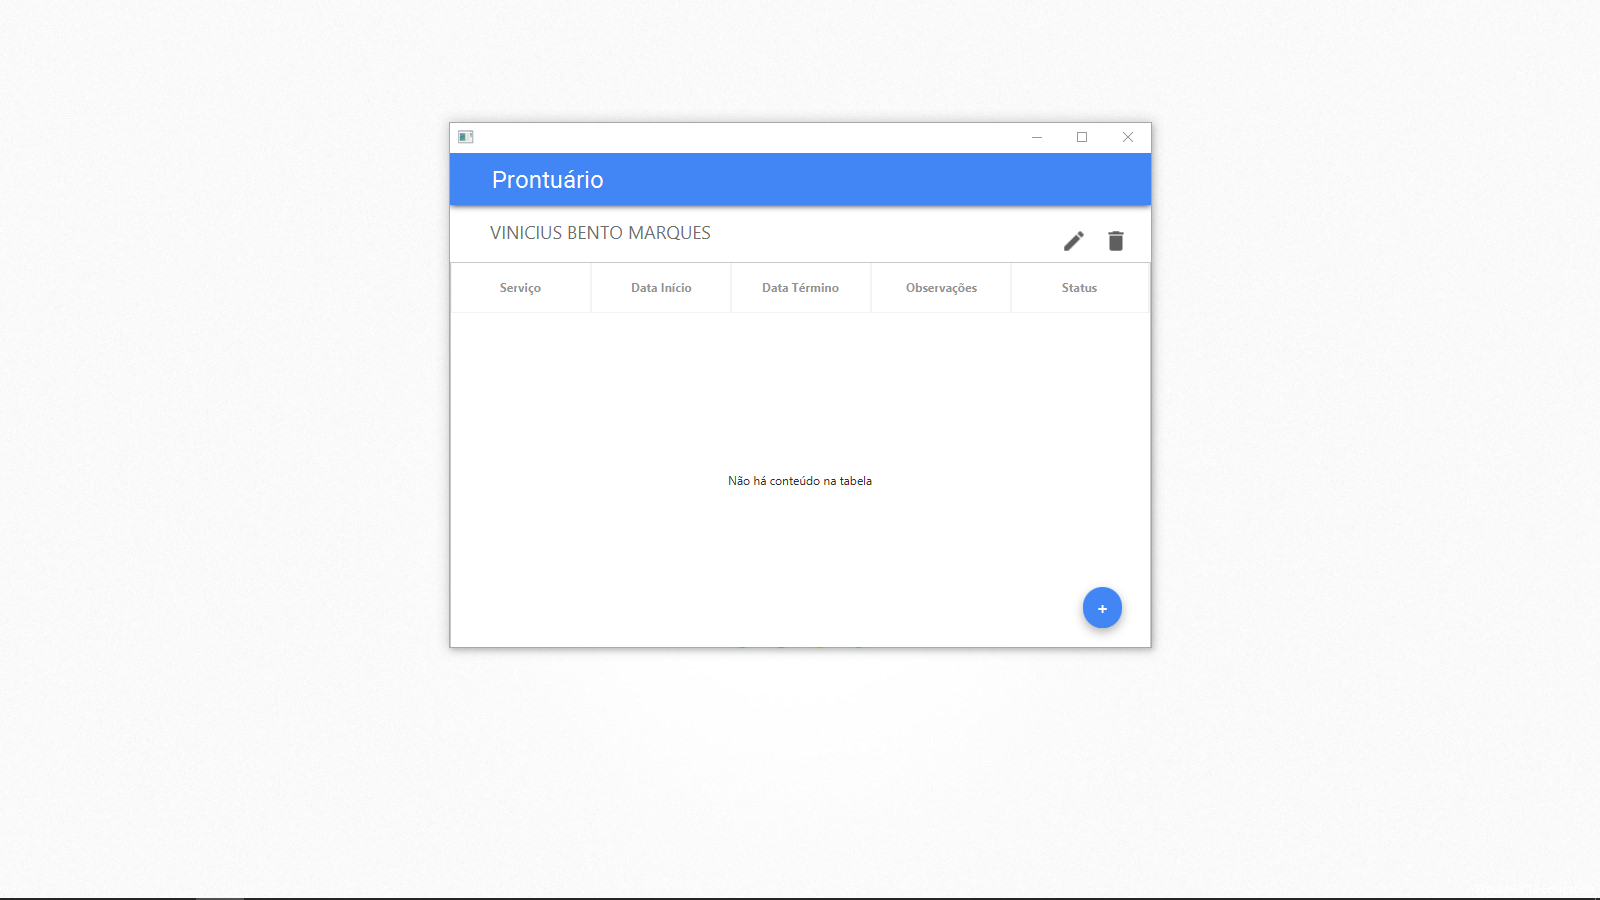 Prontuário
VINICIUS BENTO MARQUES
Serviço Data Início Data Término Observações Status
Não há conteúdo na tabela
+